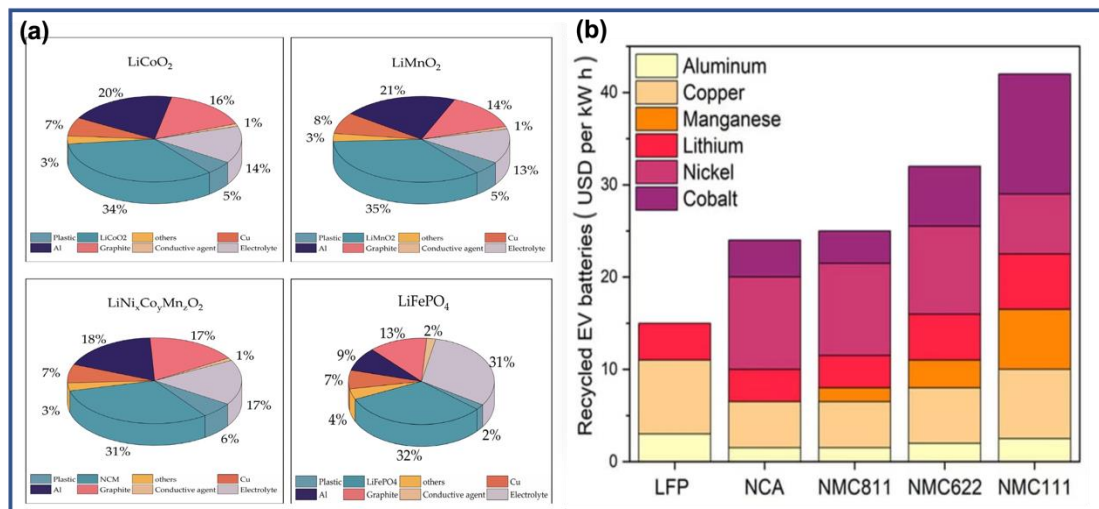 (a)
LiCoO₂
20%
16%
7%
1%
3%
14%
34%
5%
Plastic LiCoO2 others Cu
Al Graphite Conductive agent Electrolyte
LiMnO₂
21%
14%
8%
1%
3%
13%
35%
5%
Plastic LiMnO2 others Cu
Al Graphite Conductive agent Electrolyte
LiNiₓCoᵧMn_zO₂
18%
17%
7%
1%
3%
17%
31%
6%
Plastic NCM others Cu
Al Graphite Conductive agent Electrolyte
LiFePO₄
13%
2%
9%
31%
7%
4%
2%
32%
Plastic LiFePO4 others Cu
Al Graphite Conductive agent Electrolyte
(b)
Recycled EV batteries ( USD per kW h )
40
30
20
10
0
Aluminum
Copper
Manganese
Lithium
Nickel
Cobalt
LFP NCA NMC811 NMC622 NMC111